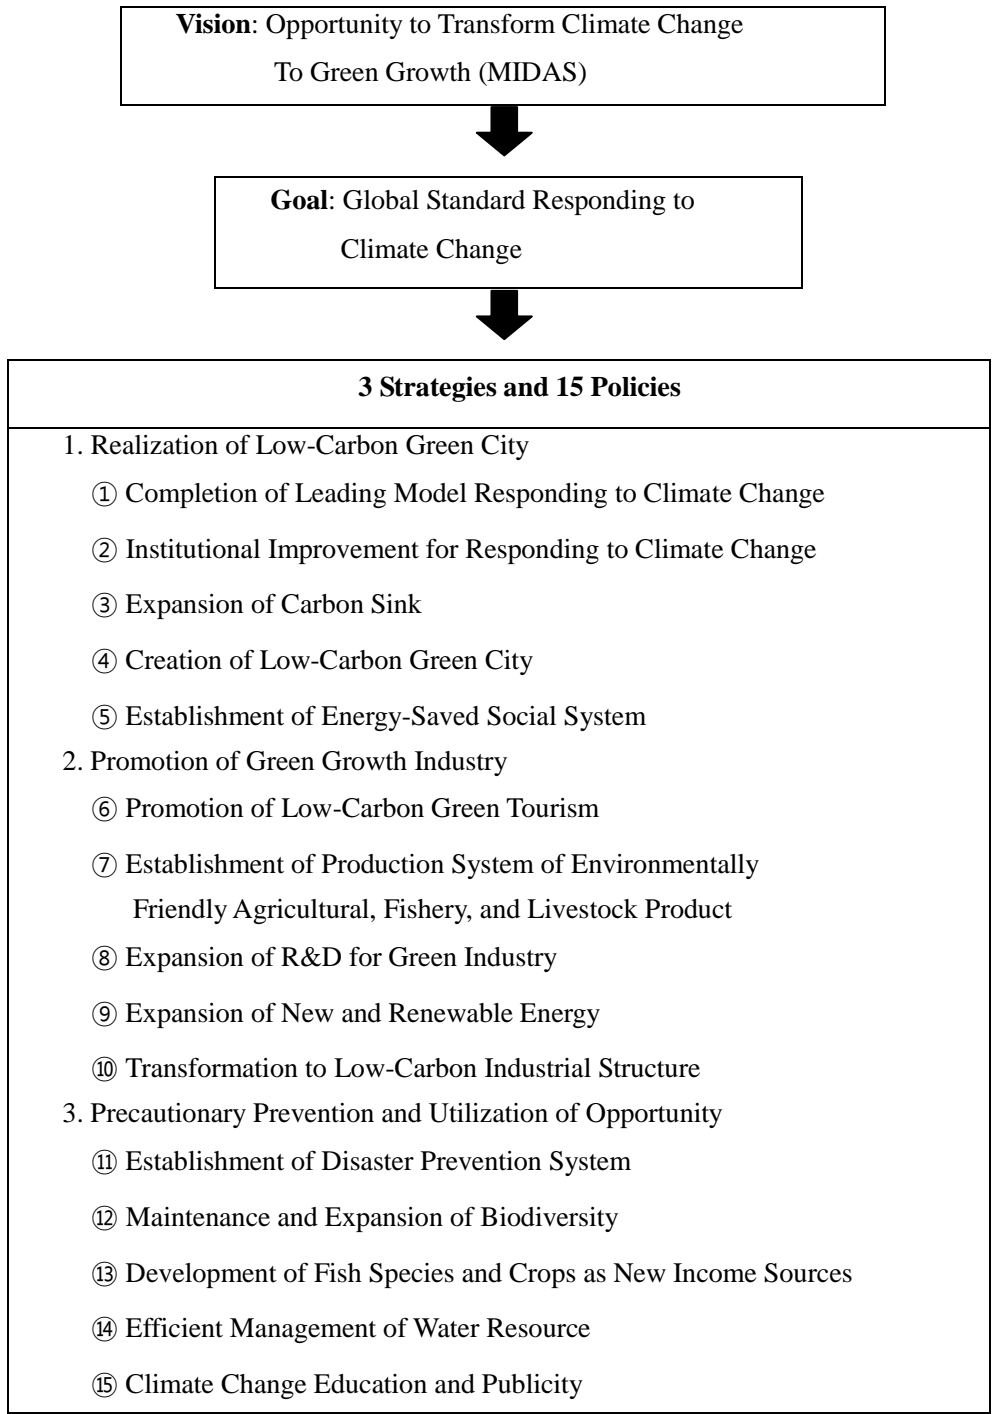 Vision: Opportunity to Transform Climate Change
To Green Growth (MIDAS)
Goal: Global Standard Responding to
Climate Change
3 Strategies and 15 Policies
1. Realization of Low-Carbon Green City
① Completion of Leading Model Responding to Climate Change
② Institutional Improvement for Responding to Climate Change
③ Expansion of Carbon Sink
④ Creation of Low-Carbon Green City
⑤ Establishment of Energy-Saved Social System
2. Promotion of Green Growth Industry
⑥ Promotion of Low-Carbon Green Tourism
⑦ Establishment of Production System of Environmentally
Friendly Agricultural, Fishery, and Livestock Product
⑧ Expansion of R&D for Green Industry
⑨ Expansion of New and Renewable Energy
⑩ Transformation to Low-Carbon Industrial Structure
3. Precautionary Prevention and Utilization of Opportunity
⑪ Establishment of Disaster Prevention System
⑫ Maintenance and Expansion of Biodiversity
⑬ Development of Fish Species and Crops as New Income Sources
⑭ Efficient Management of Water Resource
⑮ Climate Change Education and Publicity